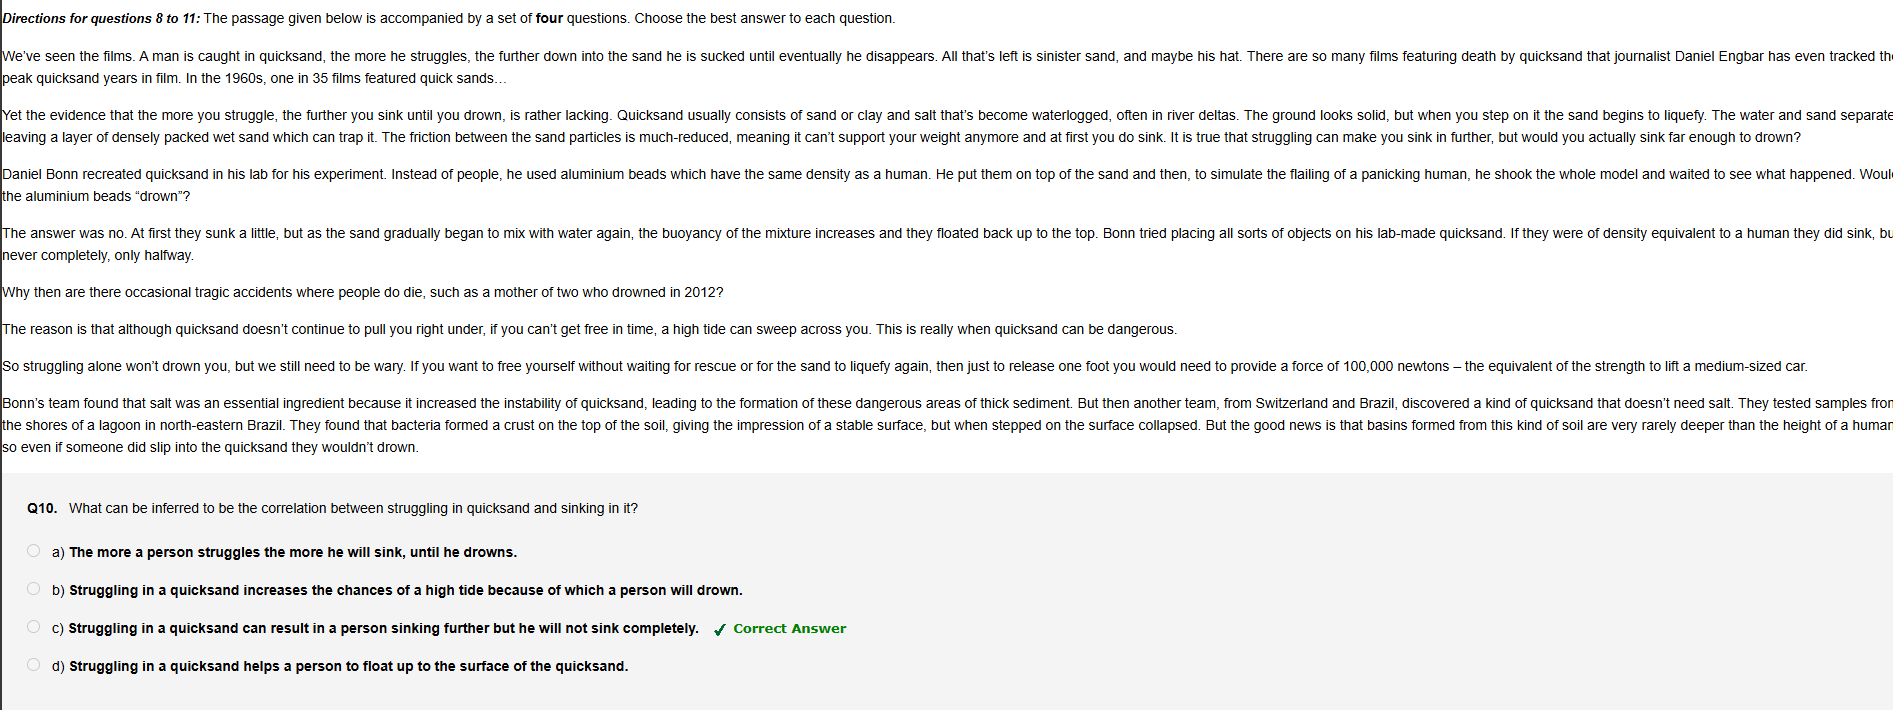 Directions for questions 8 to 11: The passage given below is accompanied by a set of four questions. Choose the best answer to each question.
We've seen the films. A man is caught in quicksand, the more he struggles, the further down into the sand he is sucked until eventually he disappears. All that's left is sinister sand, and maybe his hat. There are so many films featuring death by quicksand that journalist Daniel Engbar has even tracked
peak quicksand years in film. In the 1960s, one in 35 films featured quick sands…
Yet the evidence that the more you struggle, the further you sink until you drown, is rather lacking. Quicksand usually consists of sand or clay and salt that's become waterlogged, often in river deltas. The ground looks solid, but when you step on it the sand begins to liquefy. The water and sand separate
leaving a layer of densely packed wet sand which can trap it. The friction between the sand particles is much-reduced, meaning it can't support your weight anymore and at first you do sink. It is true that struggling can make you sink in further, but would you actually sink far enough to drown?
Daniel Bonn recreated quicksand in his lab for his experiment. Instead of people, he used aluminium beads which have the same density as a human. He put them on top of the sand and then, to simulate the flailing of a panicking human, he shook the whole model and waited to see what happened.
the aluminium beads "drown"?
The answer was no. At first they sunk a little, but as the sand gradually began to mix with water again, the buoyancy of the mixture increases and they floated back up to the top. Bonn tried placing all sorts of objects on his lab-made quicksand. If they were of density equivalent to a human they did sink,
never completely, only halfway.
Why then are there occasional tragic accidents where people do die, such as a mother of two who drowned in 2012?
The reason is that although quicksand doesn't continue to pull you right under, if you can't get free in time, a high tide can sweep across you. This is really when quicksand can be dangerous.
So struggling alone won't drown you, but we still need to be wary. If you want to free yourself without waiting for rescue or for the sand to liquefy again, then just to release one foot you would need to provide a force of 100,000 newtons – the equivalent of the strength to lift a medium-sized car.
Bonn's team found that salt was an essential ingredient because it increased the instability of quicksand, leading to the formation of these dangerous areas of thick sediment. But then another team, from Switzerland and Brazil, discovered a kind of quicksand that doesn't need salt. They tested samples
the shores of a lagoon in north-eastern Brazil. They found that bacteria formed a crust on the top of the soil, giving the impression of a stable surface, but when stepped on the surface collapsed. But the good news is that basins formed from this kind of soil are very rarely deeper than the height of a
so even if someone did slip into the quicksand they wouldn't drown.
Q10. What can be inferred to be the correlation between struggling in quicksand and sinking in it?
a) The more a person struggles the more he will sink, until he drowns.
b) Struggling in a quicksand increases the chances of a high tide because of which a person will drown.
c) Struggling in a quicksand can result in a person sinking further but he will not sink completely. ✓ Correct Answer
d) Struggling in a quicksand helps a person to float up to the surface of the quicksand.